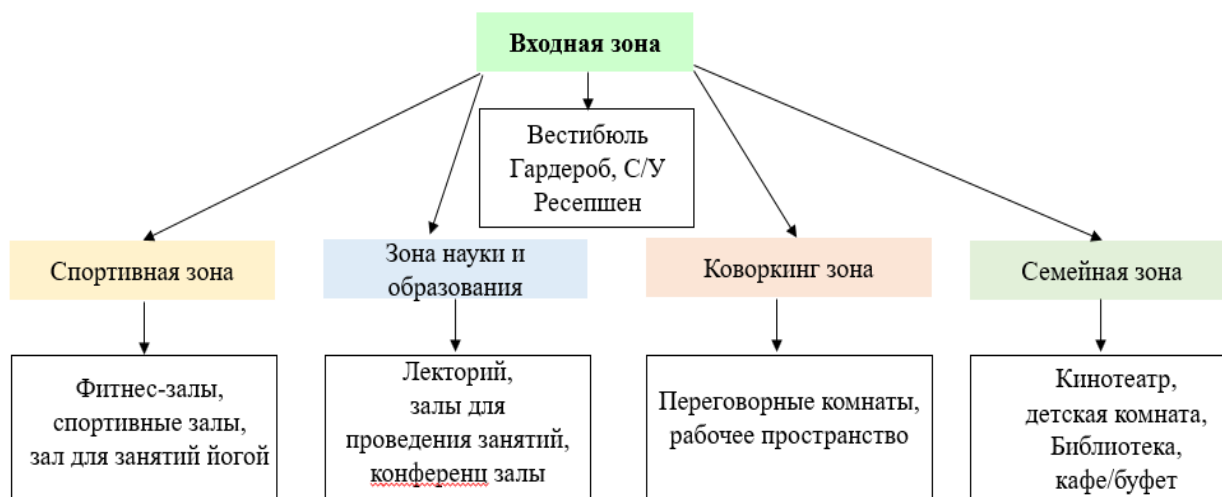 Входная зона
Вестибюль
Гардероб, С/У
Ресепшен
Спортивная зона
Зона науки и
образования
Коворкинг зона
Семейная зона
Фитнес-залы,
спортивные залы,
зал для занятий йогой
Лекторий,
залы для
проведения занятий,
конференц залы
Переговорные комнаты,
рабочее пространство
Кинотеатр,
детская комната,
Библиотека,
кафе/буфет